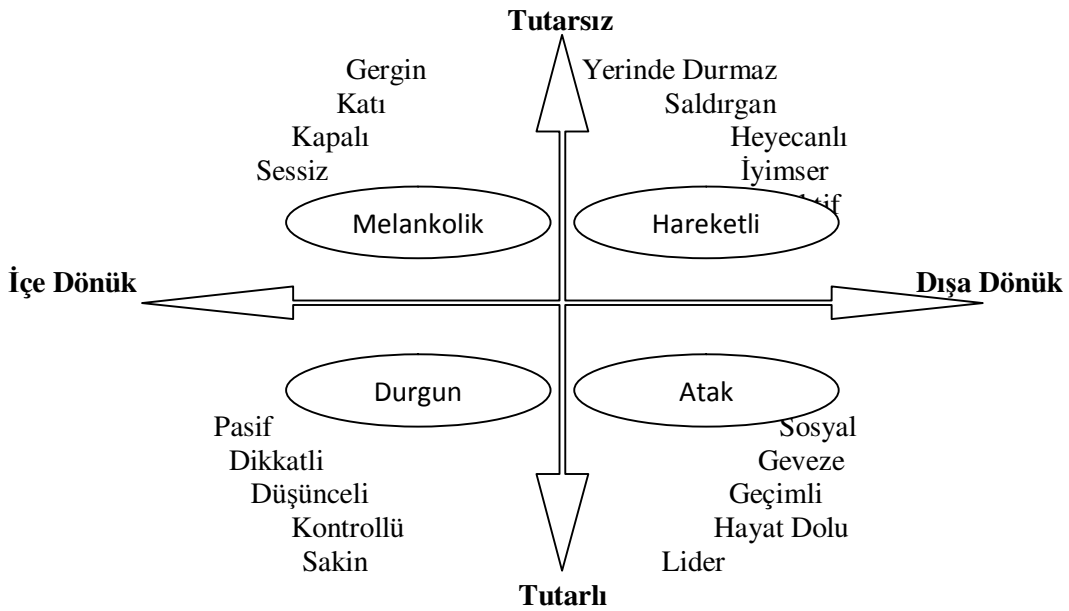 Tutarsız
Gergin
Yerinde Durmaz
Katı
Saldırgan
Kapalı
Heyecanlı
Sessiz
İyimser
Melankolik
Hareketli
İçe Dönük
Dışa Dönük
Durgun
Atak
Pasif
Sosyal
Dikkatli
Geveze
Düşünceli
Geçimli
Kontrollü
Hayat Dolu
Sakin
Lider
Tutarlı